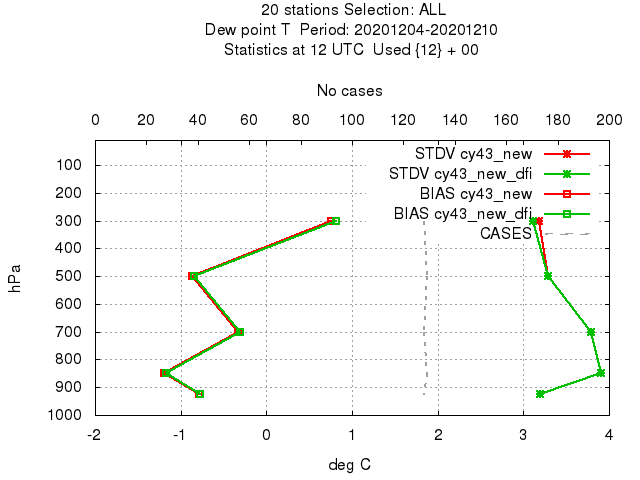 20 stations Selection: ALL
Dew point T  Period: 20201204-20201210
Statistics at 12 UTC  Used {12} + 00
No cases
0 20 40 60 80 100 120 140 160 180 200
STDV cy43_new
STDV cy43_new_dfi
BIAS cy43_new
BIAS cy43_new_dfi
CASES
100
200
300
400
500
600
700
800
900
1000
hPa
-2 -1 0 1 2 3 4
deg C